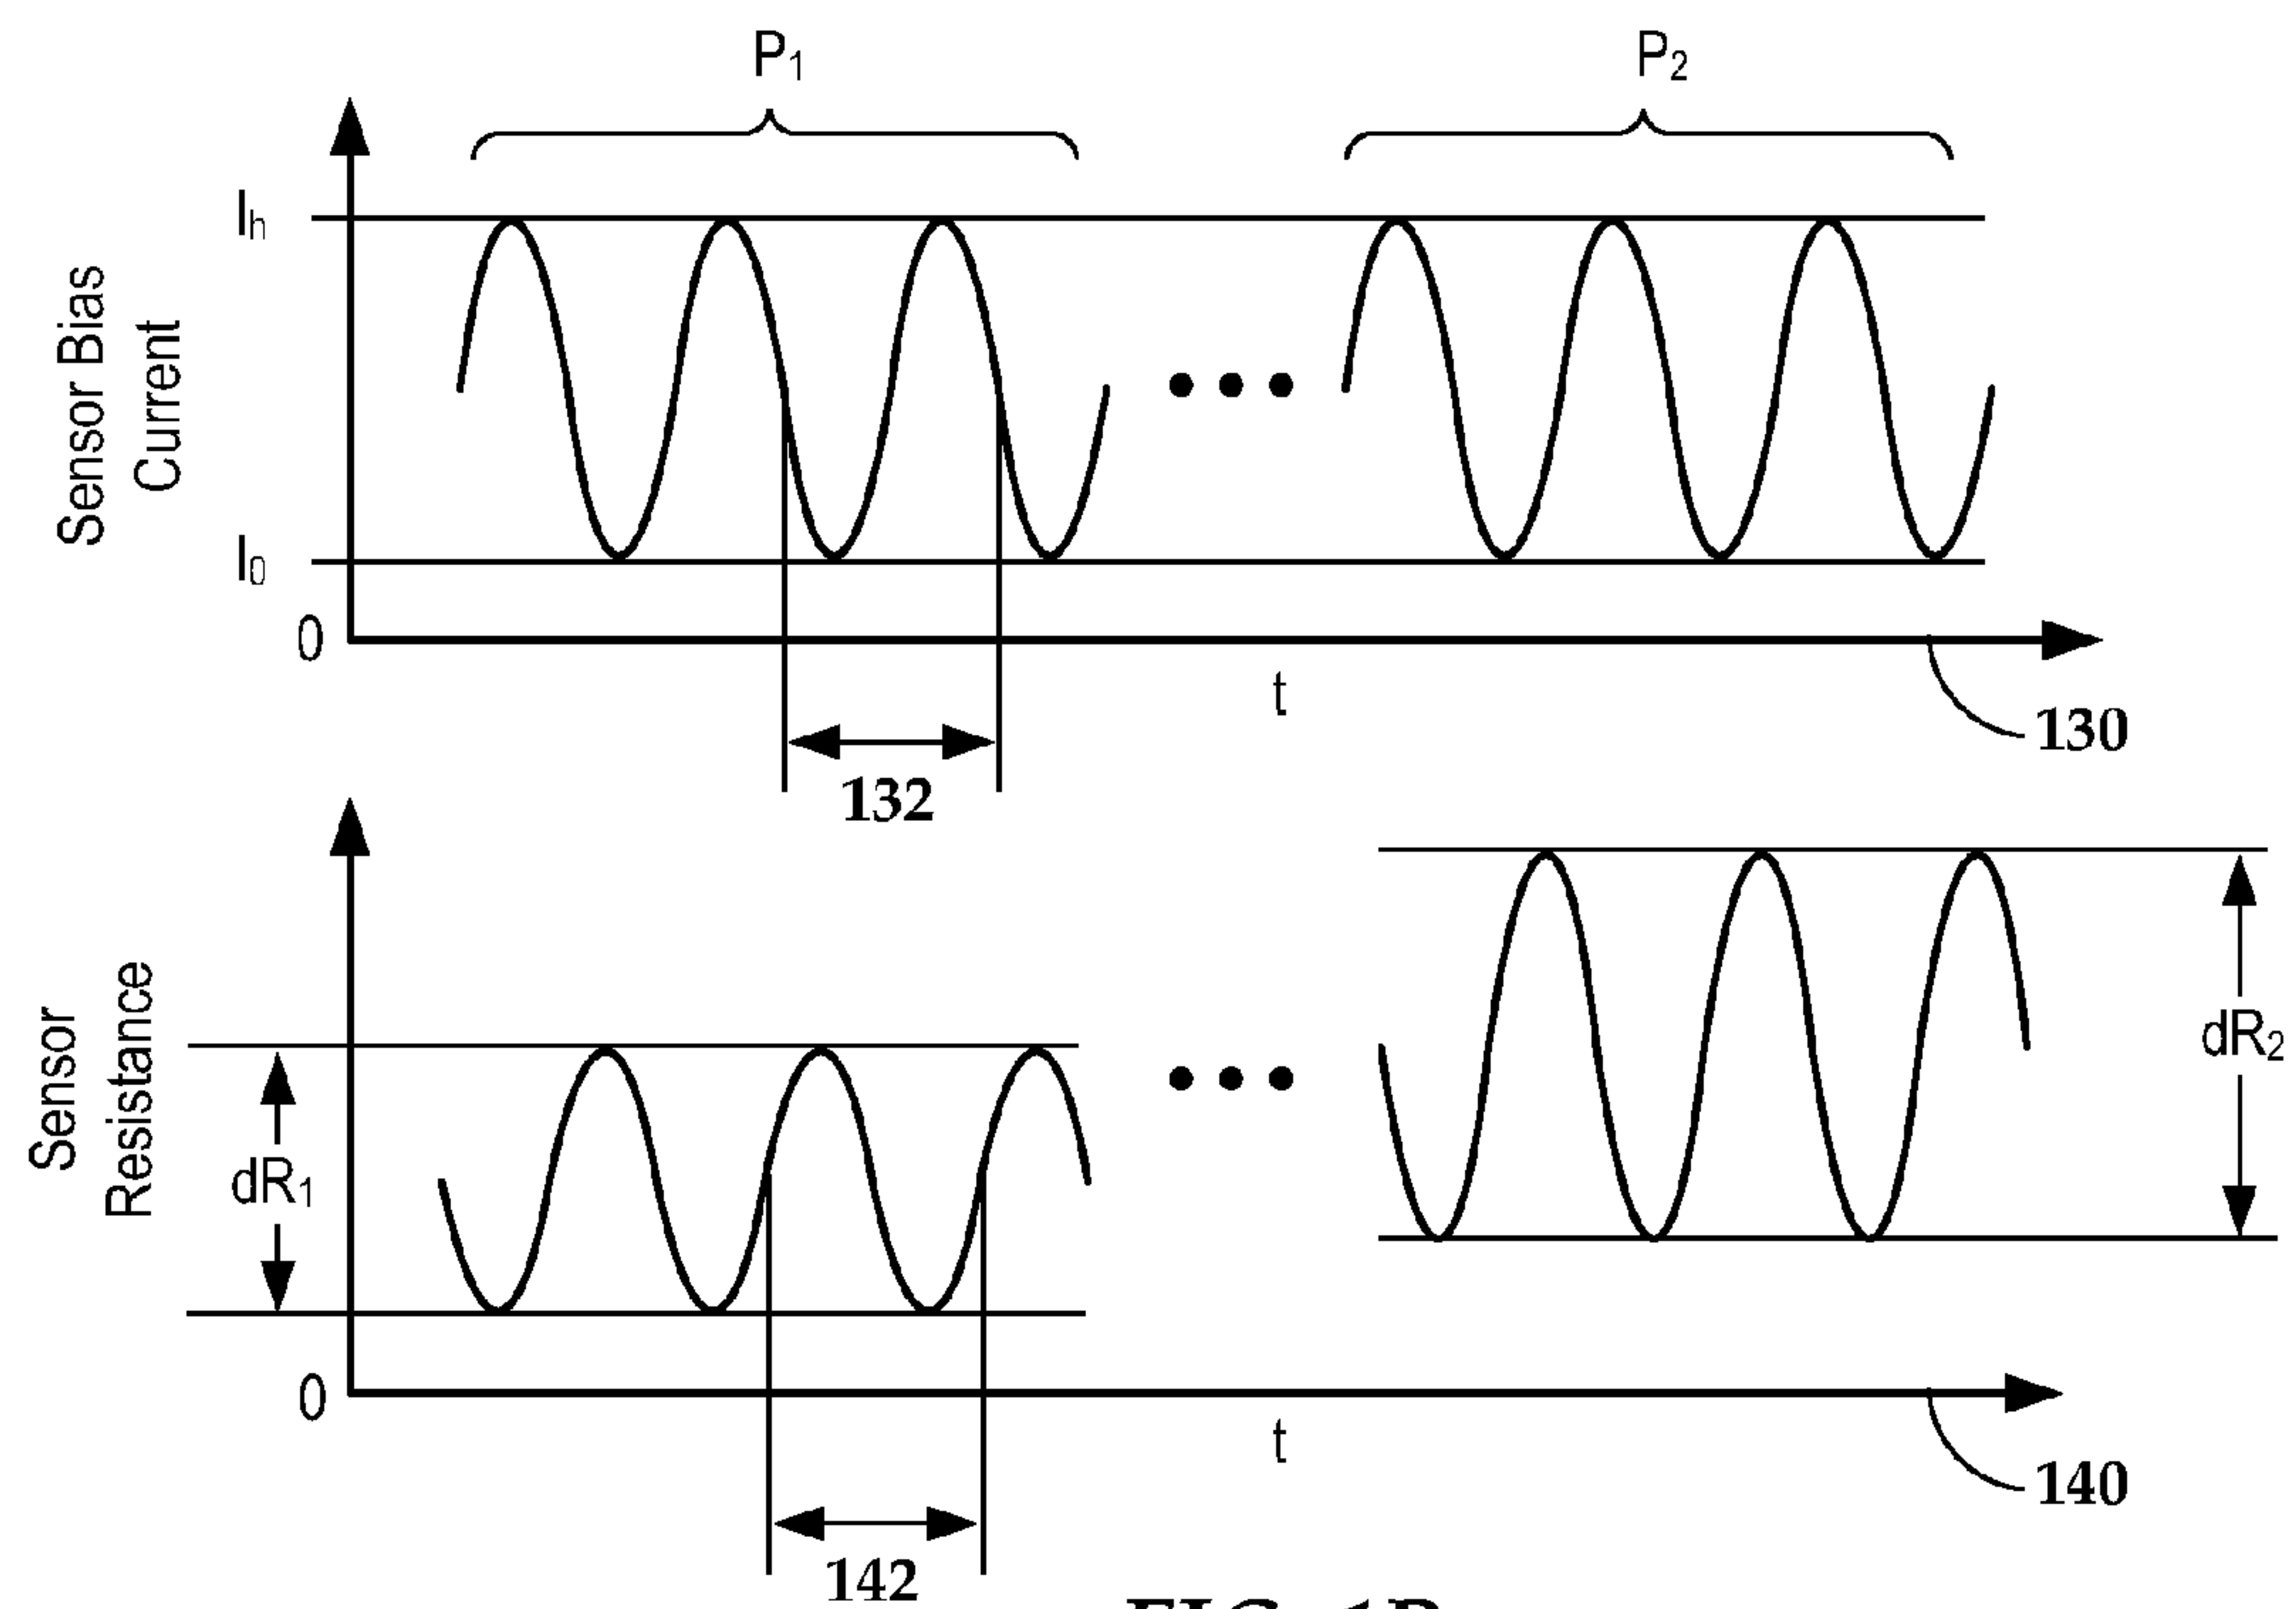 P₁
P₂
Iₕ
Sensor Bias
Current
I₀
0
t
130
132
Sensor
Resistance
dR₁
dR₂
0
t
140
142